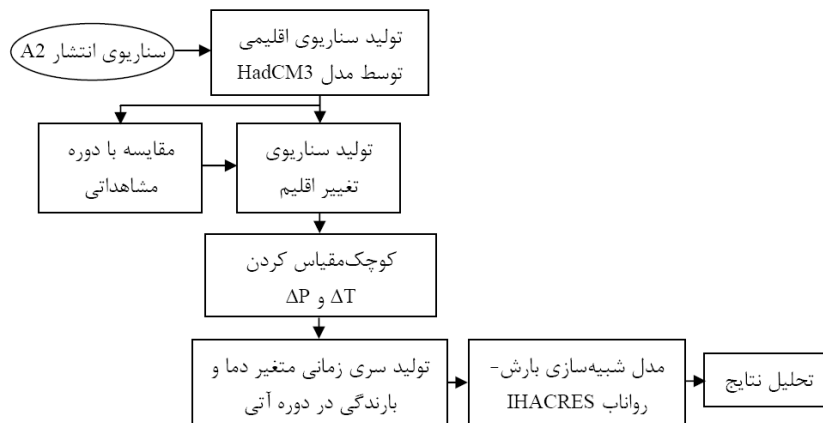 سناریوی انتشار A2
تولید سناریوی اقلیمی
توسط مدل HadCM3
مقایسه با دوره
مشاهداتی
تولید سناریوی
تغییر اقلیم
کوچک‌مقیاس کردن
ΔT و ΔP
تولید سری زمانی متغیر دما و
بارندگی در دوره آتی
مدل شبیه‌سازی بارش-
رواناب IHACRES
تحلیل نتایج